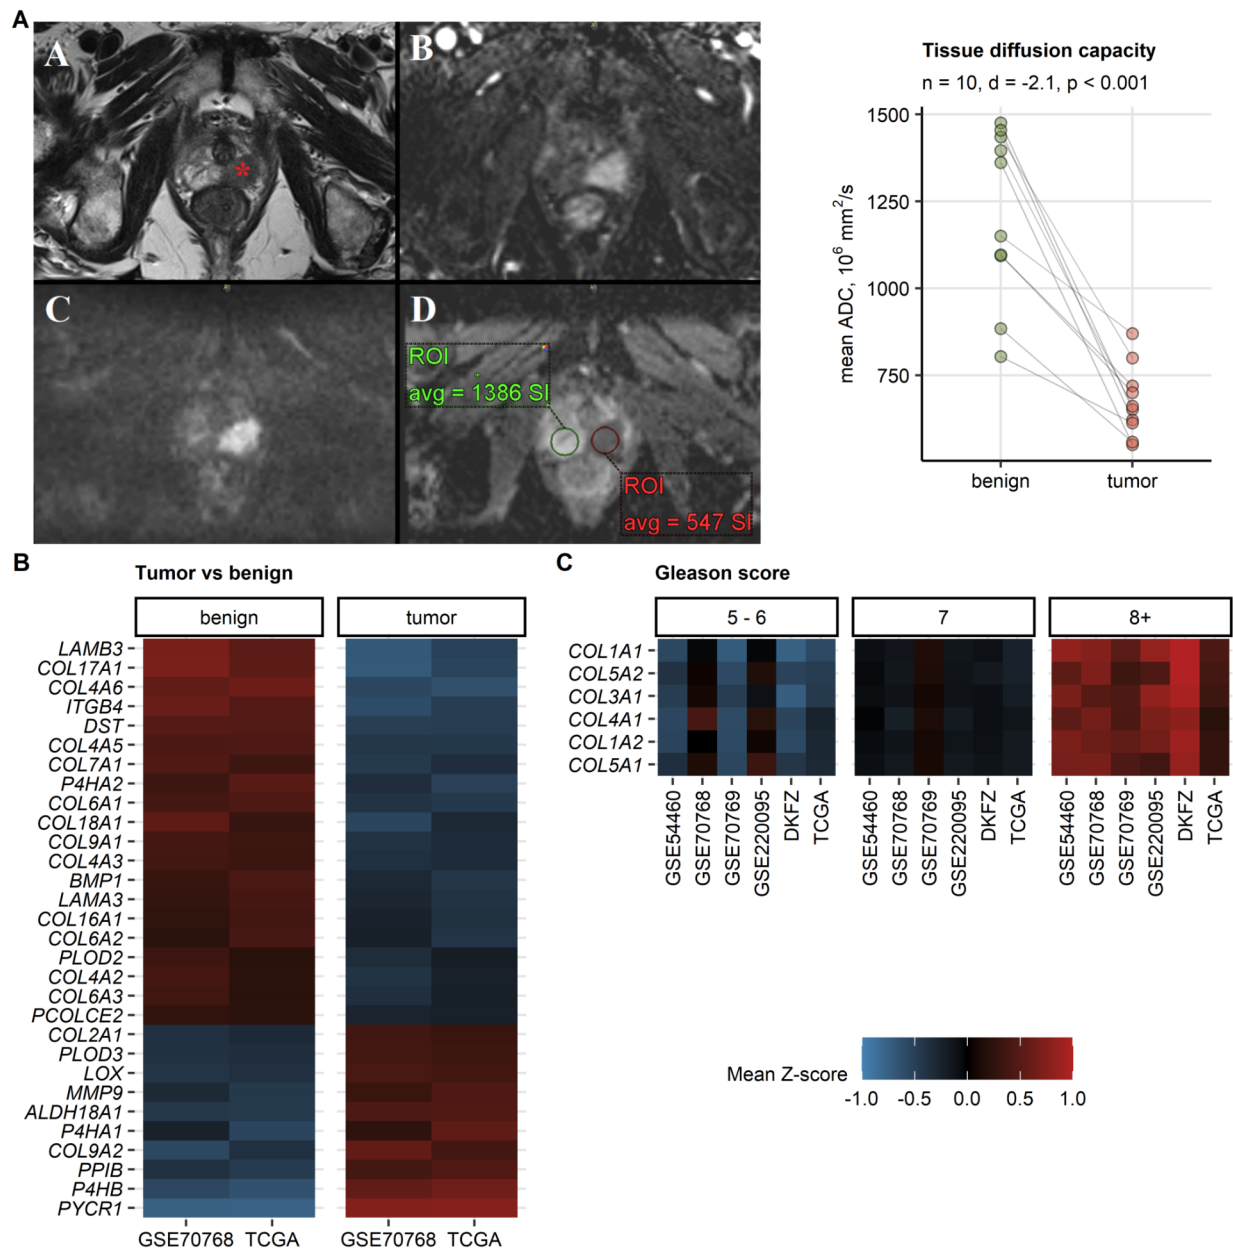 A
A
B
C
D
ROI
avg = 1386 SI
ROI
avg = 547 SI
*
Tissue diffusion capacity
n = 10, d = -2.1, p < 0.001
mean ADC, 10⁶ mm²/s
1500
1250
1000
750
benign
tumor
B
Tumor vs benign
benign
tumor
LAMB3
COL17A1
COL4A6
ITGB4
DST
COL4A5
COL7A1
P4HA2
COL6A1
COL18A1
COL9A1
COL4A3
BMP1
LAMA3
COL16A1
COL6A2
PLOD2
COL4A2
COL6A3
PCOLCE2
COL2A1
PLOD3
LOX
MMP9
ALDH18A1
P4HA1
COL9A2
PPIB
P4HB
PYCR1
GSE70768
TCGA
GSE70768
TCGA
C
Gleason score
5 - 6
7
8+
COL1A1
COL5A2
COL3A1
COL4A1
COL1A2
COL5A1
GSE54460
GSE70768
GSE70769
GSE220095
DKFZ
TCGA
GSE54460
GSE70768
GSE70769
GSE220095
DKFZ
TCGA
GSE54460
GSE70768
GSE70769
GSE220095
DKFZ
TCGA
Mean Z-score
-1.0
-0.5
0.0
0.5
1.0